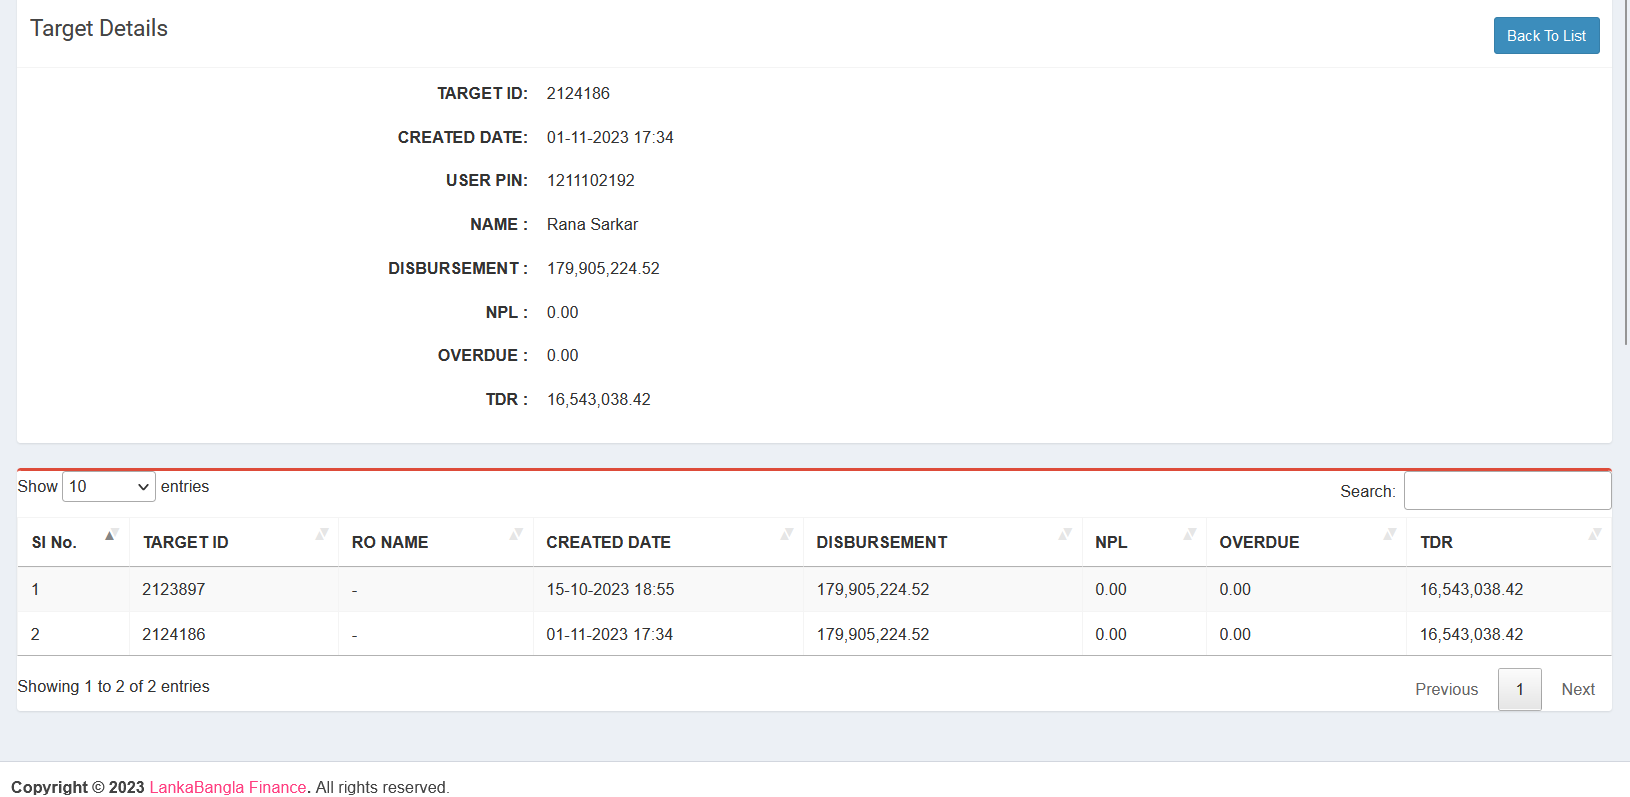 Target Details
Back To List
TARGET ID: 2124186
CREATED DATE: 01-11-2023 17:34
USER PIN: 1211102192
NAME : Rana Sarkar
DISBURSEMENT : 179,905,224.52
NPL : 0.00
OVERDUE : 0.00
TDR : 16,543,038.42
Show 10 entries
Search:
SI No. TARGET ID RO NAME CREATED DATE DISBURSEMENT NPL OVERDUE TDR
1 2123897 - 15-10-2023 18:55 179,905,224.52 0.00 0.00 16,543,038.42
2 2124186 - 01-11-2023 17:34 179,905,224.52 0.00 0.00 16,543,038.42
Showing 1 to 2 of 2 entries
Previous 1 Next
Copyright © 2023 LankaBangla Finance. All rights reserved.